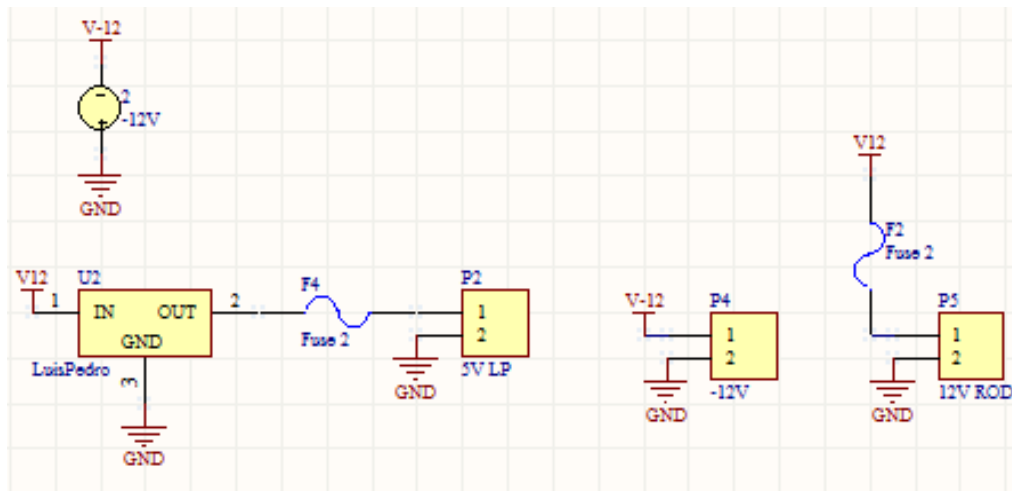 V-12
2
-12V
GND
V12
U2
1
IN
OUT
2
GND
LuisPedro
3
GND
F4
Fuse 2
P2
1
2
5V LP
GND
V-12
P4
1
2
-12V
GND
V12
F2
Fuse 2
P5
1
2
12V ROD
GND